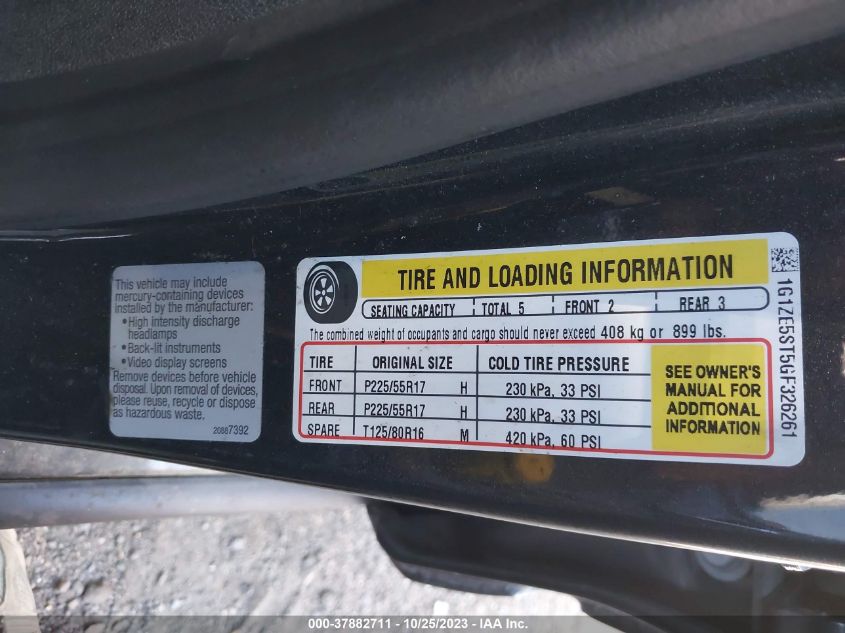 This vehicle may include
mercury-containing devices
installed by the manufacturer:
• High intensity discharge
headlamps
• Back-lit instruments
• Video display screens
Remove devices before vehicle
disposal. Upon removal of devices,
please reuse, recycle or dispose
as hazardous waste.
20887392
TIRE AND LOADING INFORMATION
SEATING CAPACITY TOTAL 5 FRONT 2 REAR 3
The combined weight of occupants and cargo should never exceed 408 kg or 899 lbs.
TIRE ORIGINAL SIZE COLD TIRE PRESSURE
FRONT P225/55R17 H 230 kPa, 33 PSI
REAR P225/55R17 H 230 kPa, 33 PSI
SPARE T125/80R16 M 420 kPa, 60 PSI
SEE OWNER'S
MANUAL FOR
ADDITIONAL
INFORMATION
1G1ZE5ST5GF326261
000-37882711 - 10/25/2023 - IAA Inc.